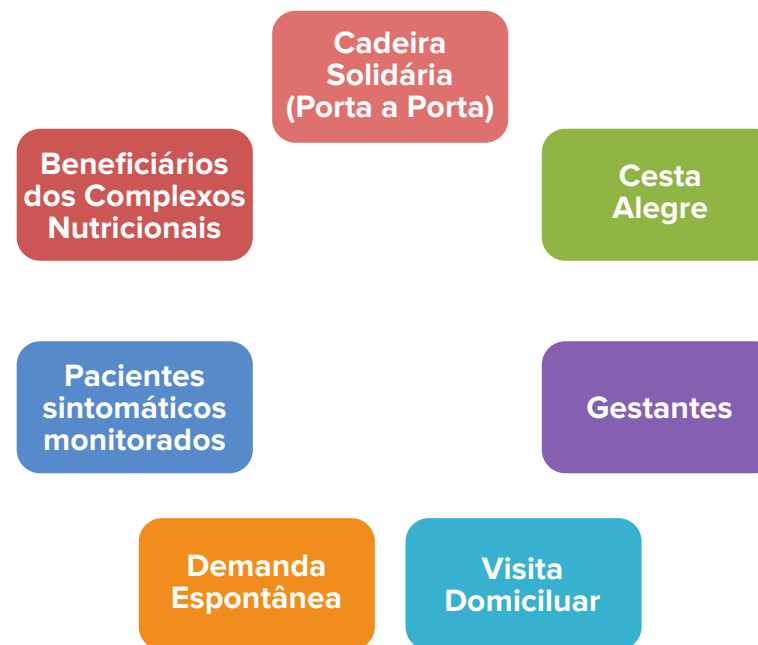 Cadeira
Solidária
(Porta a Porta)
Beneficiários
dos Complexos
Nutricionais
Cesta
Alegre
Pacientes
sintomáticos
monitorados
Gestantes
Demanda
Espontânea
Visita
Domiciluar